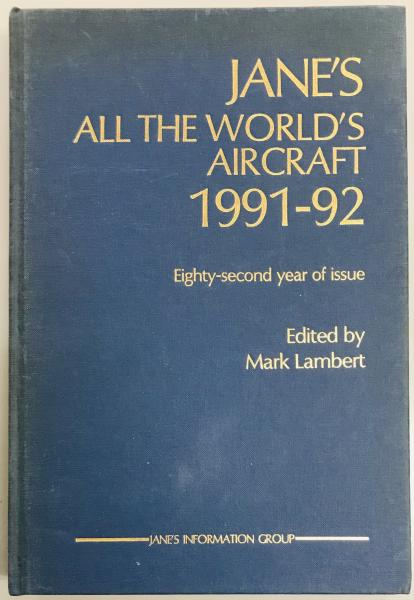 JANE'S
ALL THE WORLD'S
AIRCRAFT
1991-92
Eighty-second year of issue
Edited by
Mark Lambert
JANE'S INFORMATION GROUP